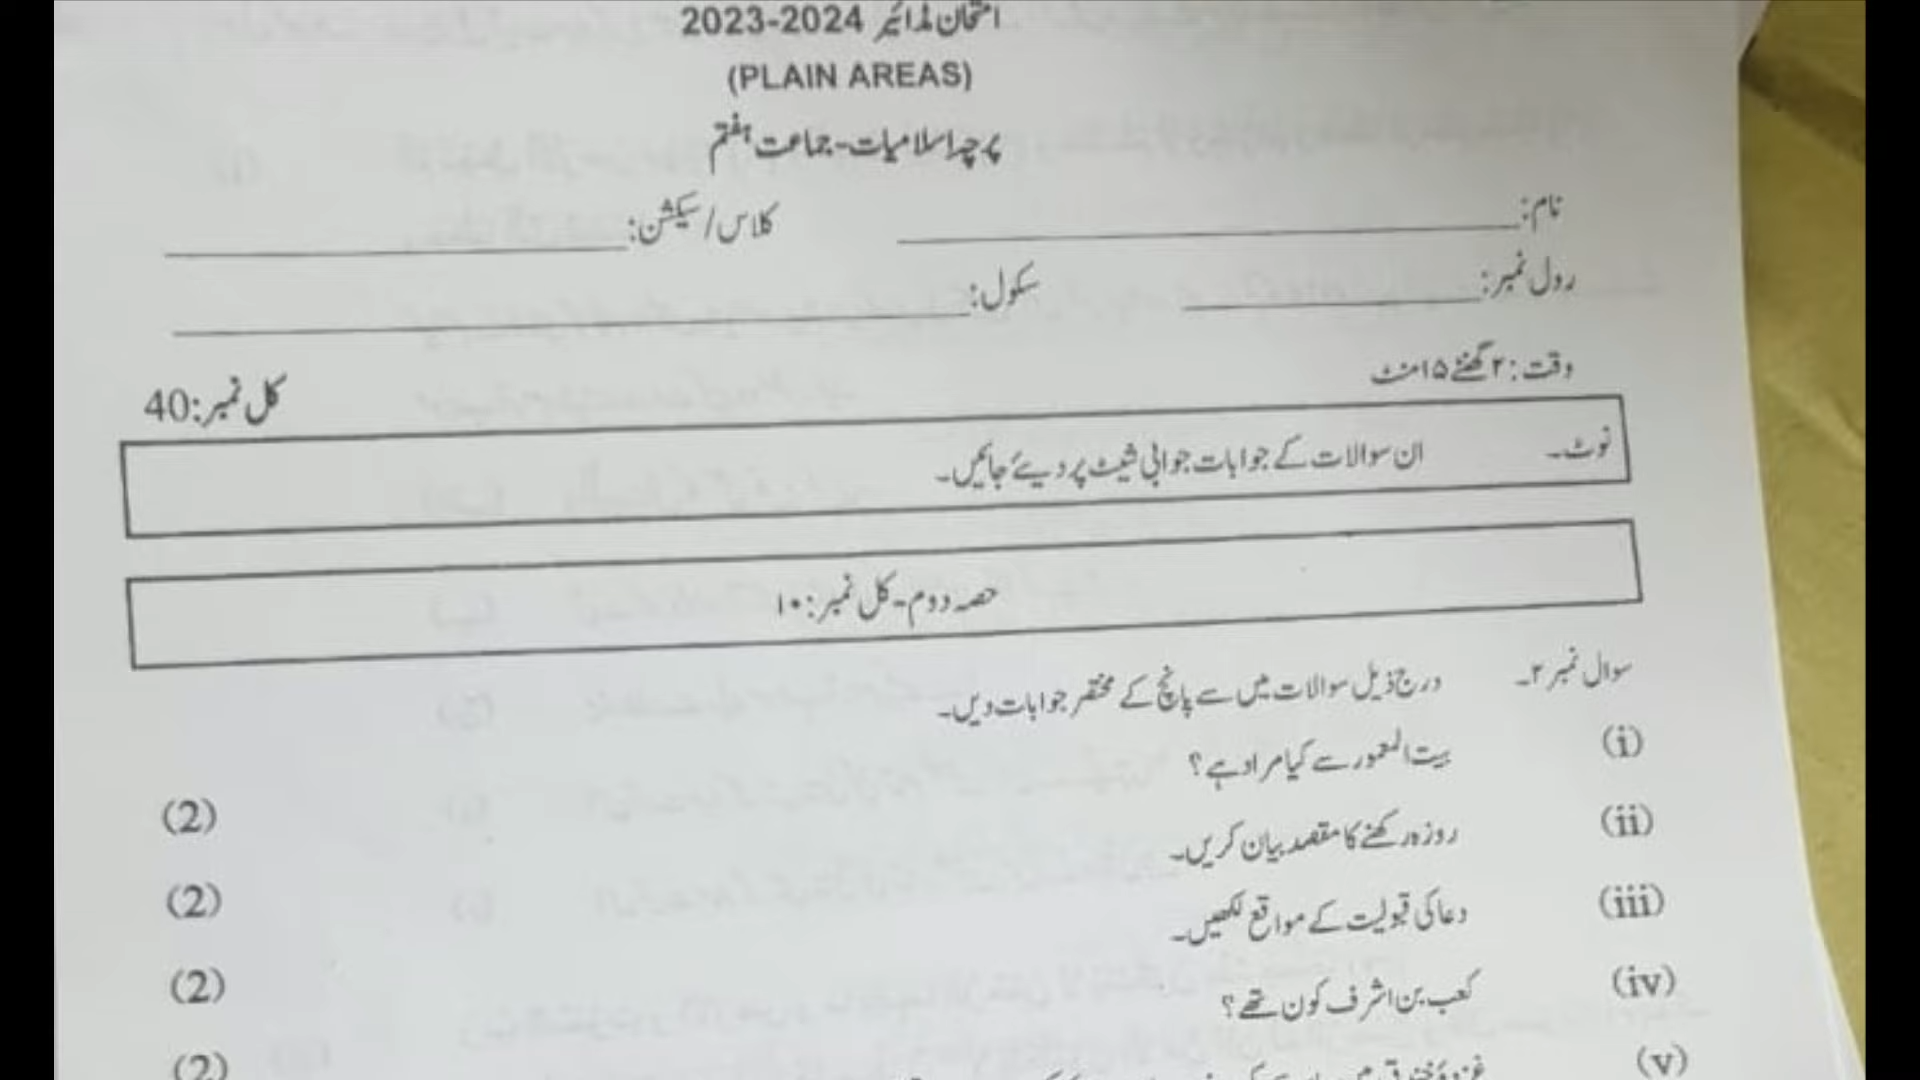 امتحان مڈائیر 2023-2024
(PLAIN AREAS)
پرچہ اسلامیات-جماعت ہفتم
نام: کلاس/سیکشن:
رول نمبر: سکول:
وقت: ۲ گھنٹے ۱۵ منٹ
کل نمبر:40
نوٹ۔ ان سوالات کے جوابات جوابی شیٹ پر دیئے جائیں۔
حصہ دوم-کل نمبر:۱۰
سوال نمبر ۲۔ درج ذیل سوالات میں سے پانچ کے مختصر جوابات دیں۔
(i) بیت المعمور سے کیا مراد ہے؟ (2)
(ii) روزہ رکھنے کا مقصد بیان کریں۔ (2)
(iii) دعا کی قبولیت کے مواقع لکھیں۔ (2)
(iv) کعب بن اشرف کون تھے؟ (2)
(v) غزوۂ خندق میں